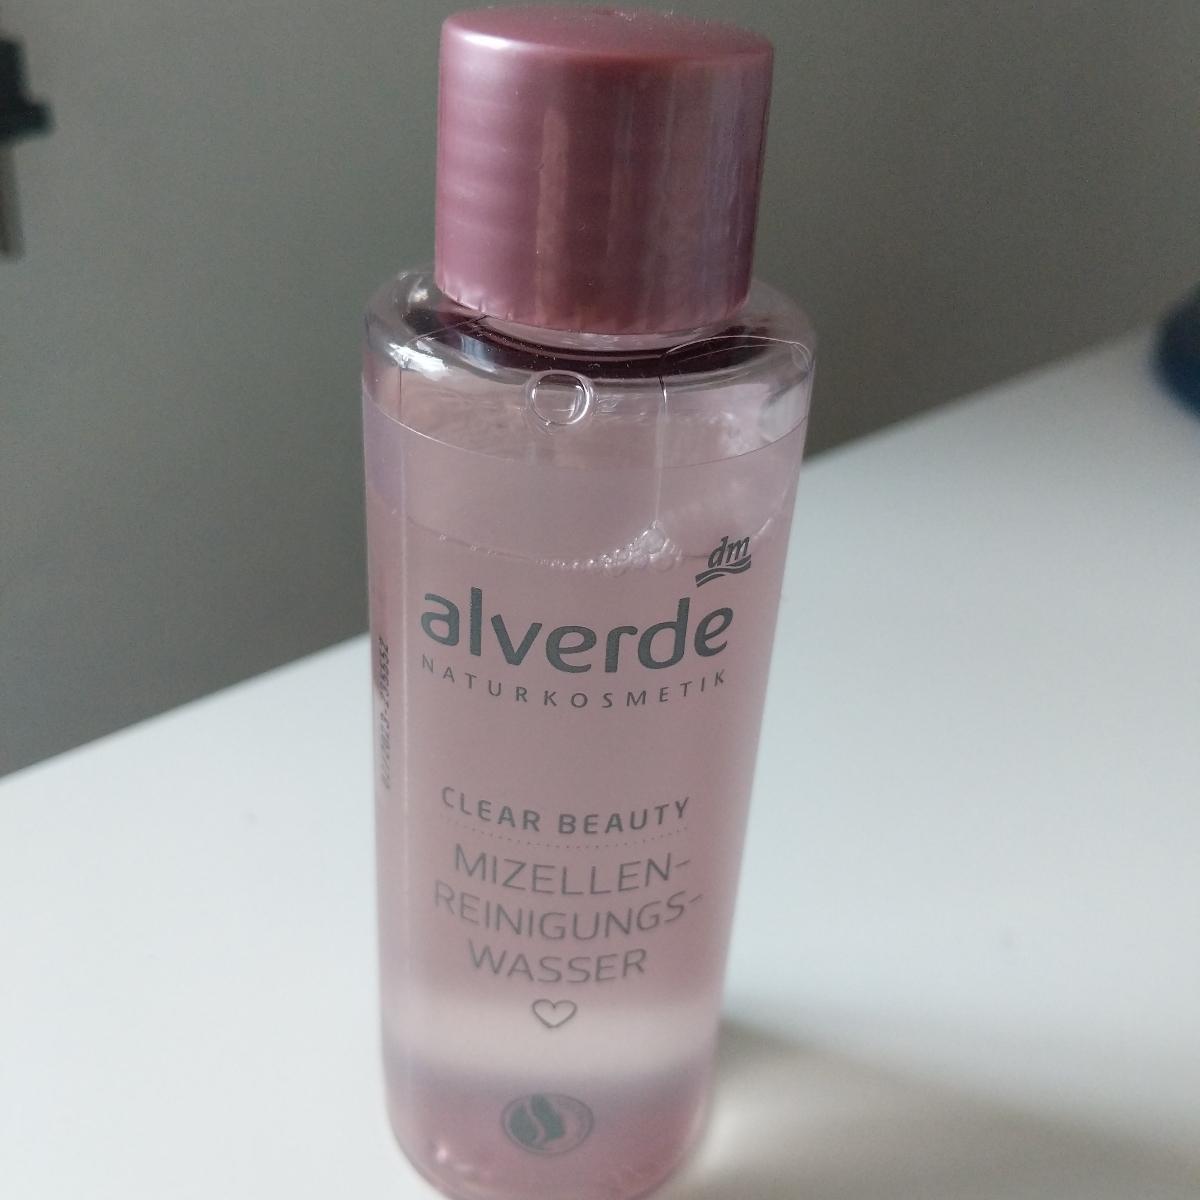 dm
alverde
NATURKOSMETIK
CLEAR BEAUTY
MIZELLEN-
REINIGUNGS-
WASSER